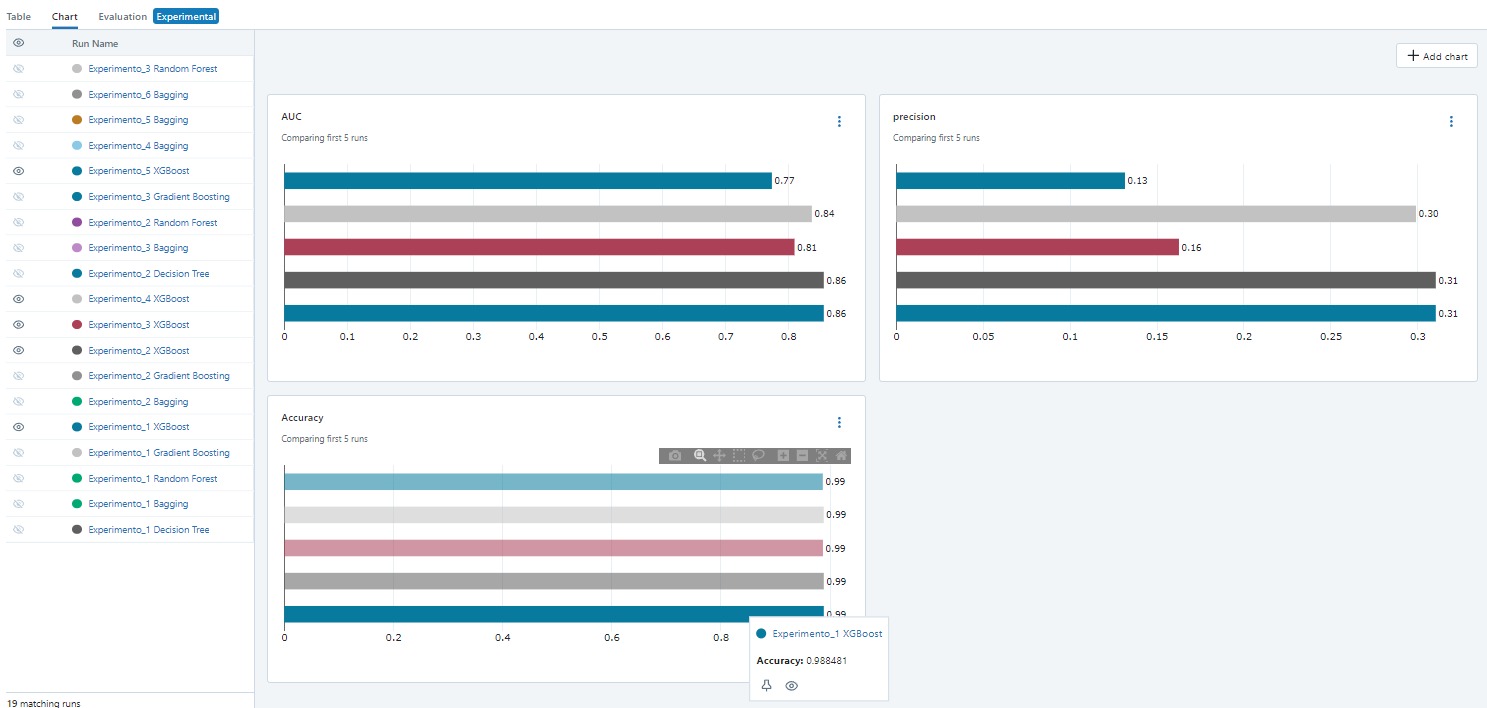 Table Chart Evaluation Experimental
Run Name
Experimento_3 Random Forest
Experimento_6 Bagging
Experimento_5 Bagging
Experimento_4 Bagging
Experimento_5 XGBoost
Experimento_3 Gradient Boosting
Experimento_2 Random Forest
Experimento_3 Bagging
Experimento_2 Decision Tree
Experimento_4 XGBoost
Experimento_3 XGBoost
Experimento_2 XGBoost
Experimento_2 Gradient Boosting
Experimento_2 Bagging
Experimento_1 XGBoost
Experimento_1 Gradient Boosting
Experimento_1 Random Forest
Experimento_1 Bagging
Experimento_1 Decision Tree
19 matching runs
Add chart
AUC
Comparing first 5 runs
0.77
0.84
0.81
0.86
0.86
0 0.1 0.2 0.3 0.4 0.5 0.6 0.7 0.8
precision
Comparing first 5 runs
0.13
0.30
0.16
0.31
0.31
0 0.05 0.1 0.15 0.2 0.25 0.3
Accuracy
Comparing first 5 runs
0.99
0.99
0.99
0.99
0.99
0 0.2 0.4 0.6 0.8
Experimento_1 XGBoost
Accuracy: 0.988481